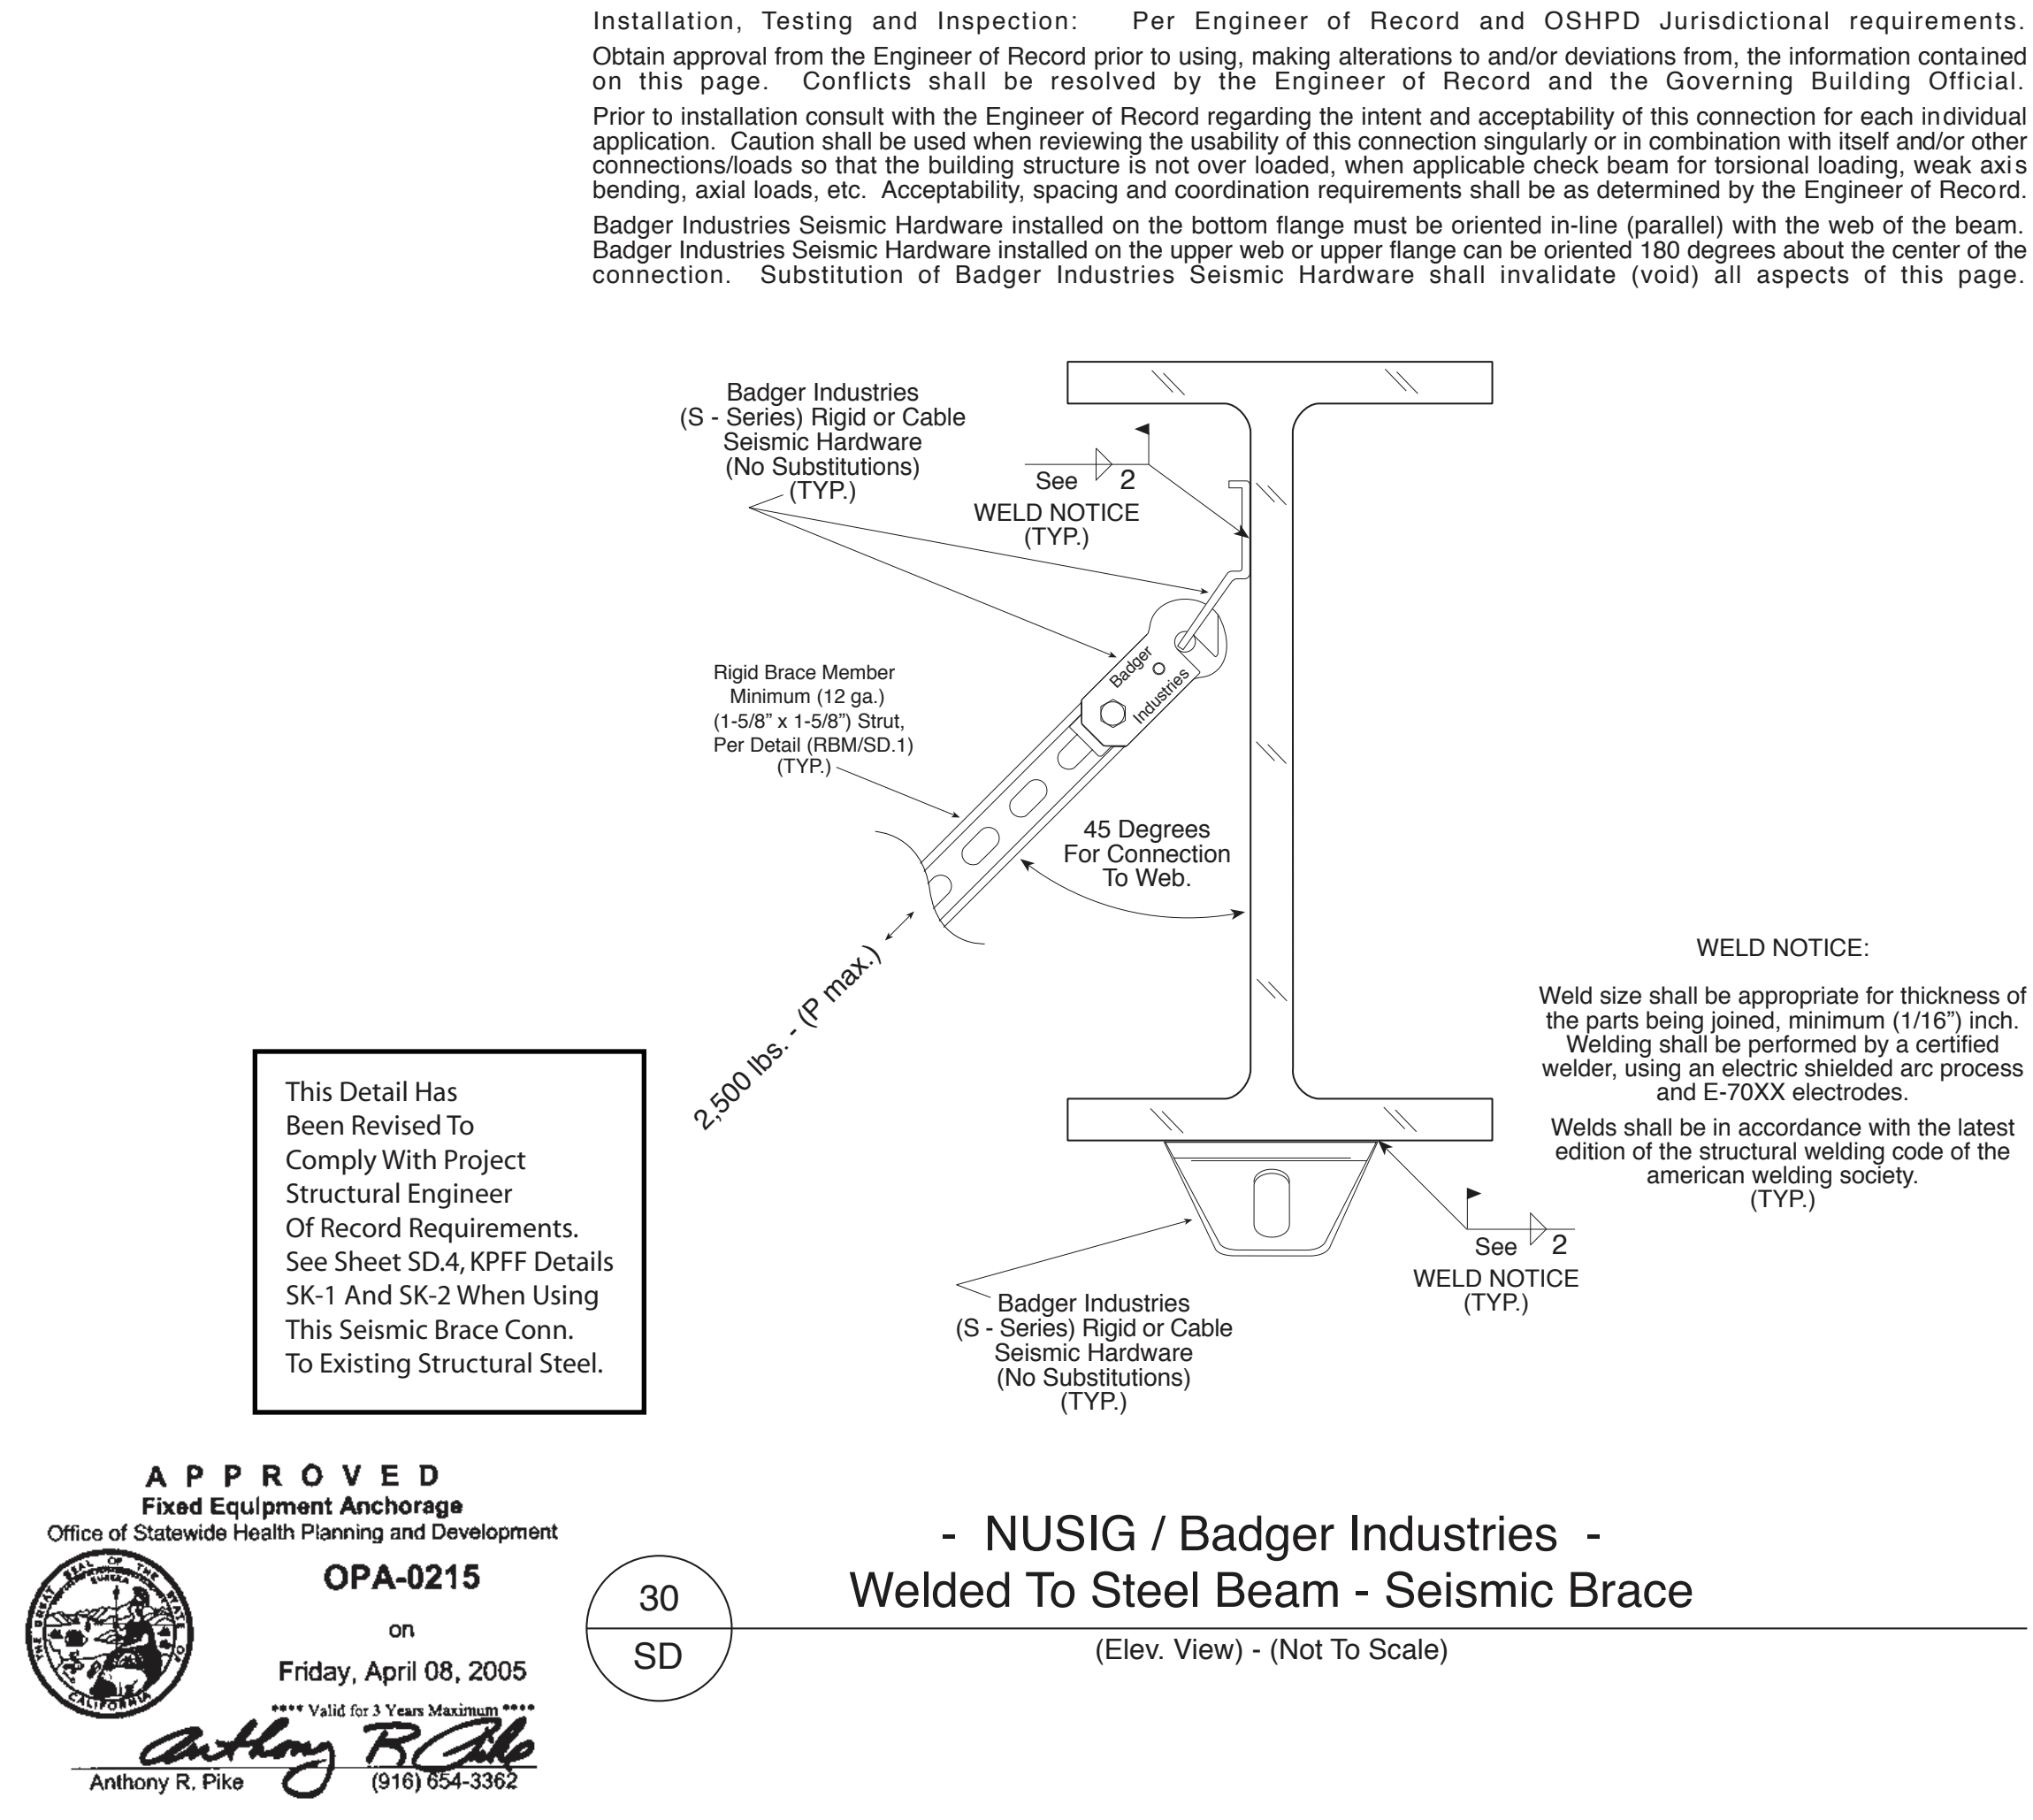 Installation, Testing and Inspection: Per Engineer of Record and OSHPD Jurisdictional requirements.
Obtain approval from the Engineer of Record prior to using, making alterations to and/or deviations from, the information contained
on this page. Conflicts shall be resolved by the Engineer of Record and the Governing Building Official.
Prior to installation consult with the Engineer of Record regarding the intent and acceptability of this connection for each individual
application. Caution shall be used when reviewing the usability of this connection singularly or in combination with itself and/or other
connections/loads so that the building structure is not over loaded, when applicable check beam for torsional loading, weak axis
bending, axial loads, etc. Acceptability, spacing and coordination requirements shall be as determined by the Engineer of Record.
Badger Industries Seismic Hardware installed on the bottom flange must be oriented in-line (parallel) with the web of the beam.
Badger Industries Seismic Hardware installed on the upper web or upper flange can be oriented 180 degrees about the center of the
connection. Substitution of Badger Industries Seismic Hardware shall invalidate (void) all aspects of this page.
Badger Industries
(S - Series) Rigid or Cable
Seismic Hardware
(No Substitutions)
(TYP.)
See 2
WELD NOTICE
(TYP.)
Badger
Industries
Rigid Brace Member
Minimum (12 ga.)
(1-5/8" x 1-5/8") Strut,
Per Detail (RBM/SD.1)
(TYP.)
45 Degrees
For Connection
To Web.
2,500 lbs. - (P max.)
WELD NOTICE:
Weld size shall be appropriate for thickness of
the parts being joined, minimum (1/16") inch.
Welding shall be performed by a certified
welder, using an electric shielded arc process
and E-70XX electrodes.
Welds shall be in accordance with the latest
edition of the structural welding code of the
american welding society.
(TYP.)
See 2
WELD NOTICE
(TYP.)
Badger Industries
(S - Series) Rigid or Cable
Seismic Hardware
(No Substitutions)
(TYP.)
This Detail Has
Been Revised To
Comply With Project
Structural Engineer
Of Record Requirements.
See Sheet SD.4, KPFF Details
SK-1 And SK-2 When Using
This Seismic Brace Conn.
To Existing Structural Steel.
APPROVED
Fixed Equipment Anchorage
Office of Statewide Health Planning and Development
THE GREAT SEAL OF THE STATE OF
EUREKA
CALIFORNIA
OPA-0215
on
Friday, April 08, 2005
**** Valid for 3 Years Maximum ****
Anthony R Pike
Anthony R. Pike (916) 654-3362
30
SD
- NUSIG / Badger Industries -
Welded To Steel Beam - Seismic Brace
(Elev. View) - (Not To Scale)